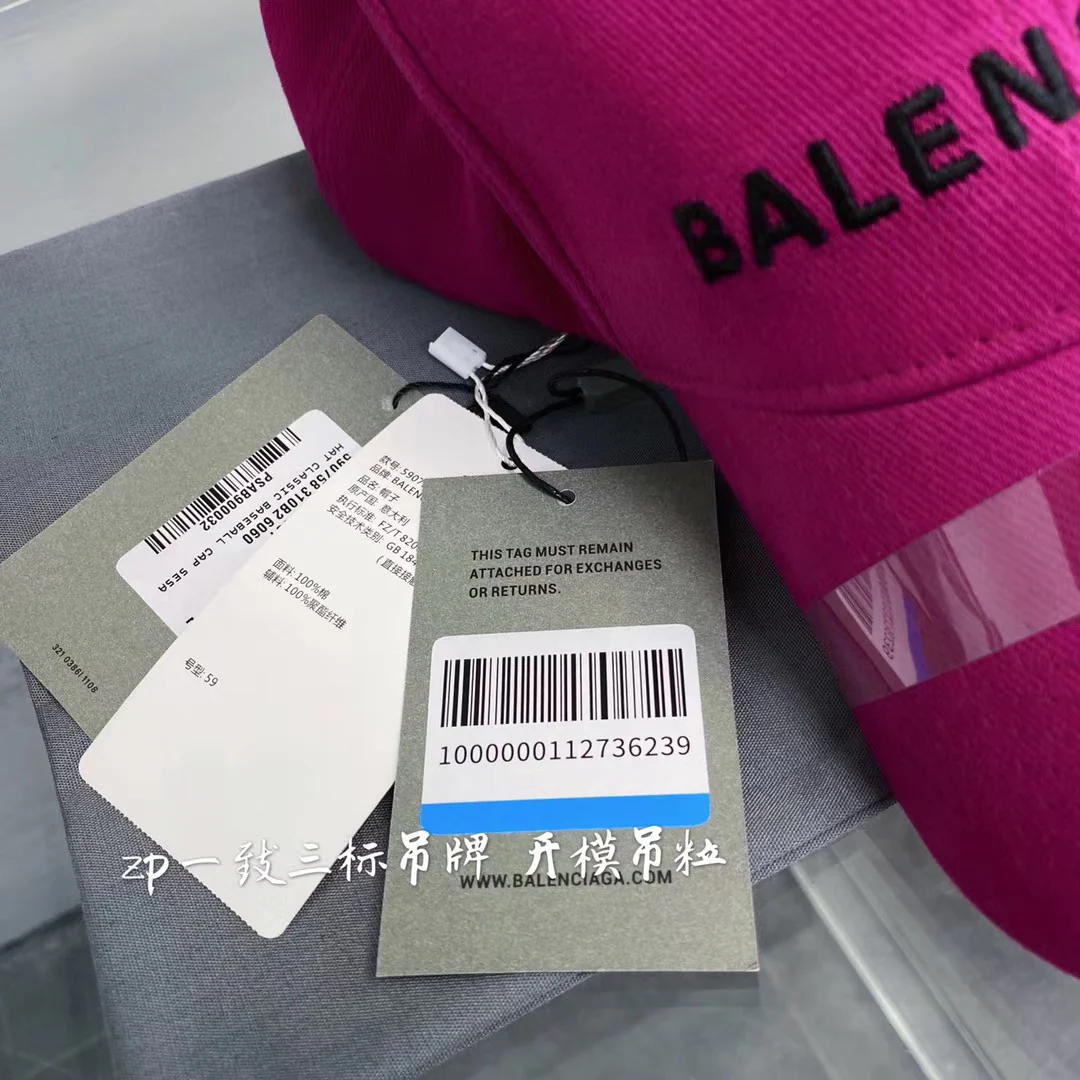 BALEN
THIS TAG MUST REMAIN
ATTACHED FOR EXCHANGES
OR RETURNS.
1000000112736239
WWW.BALENCIAGA.COM
zp一致三标吊牌 开模吊粒
款号: 590
品牌: BALEN
品名: 帽子
原产国: 意大利
执行标准: FZ/T 820
安全技术类别: GB 184
面料: 100%棉
辅料: 100%聚酯纤维
号型: 59
590758 310B2 6060
HAT CLASSIC BASEBALL CAP SESA
PSAB9000032
321 0386I 1108